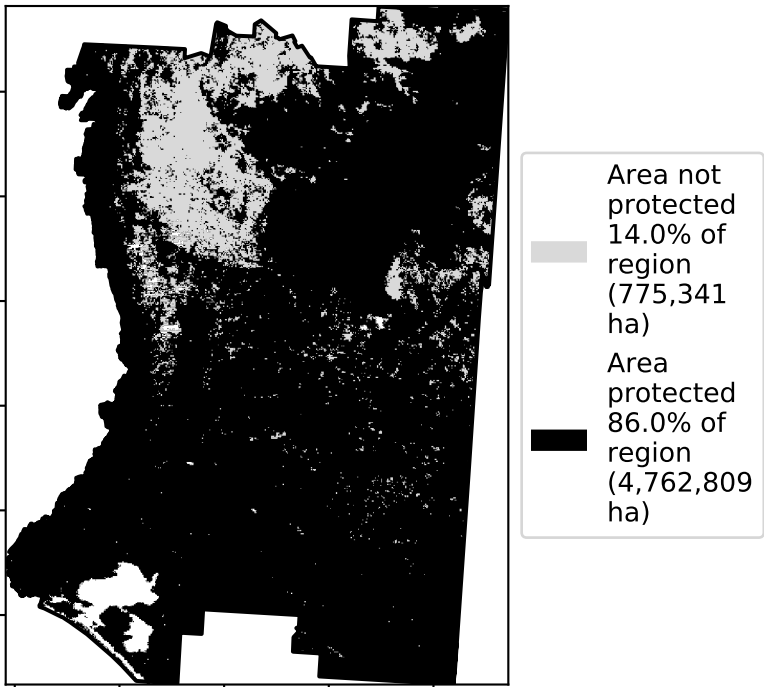 Area not
protected
14.0% of
region
(775,341
ha)
Area
protected
86.0% of
region
(4,762,809
ha)